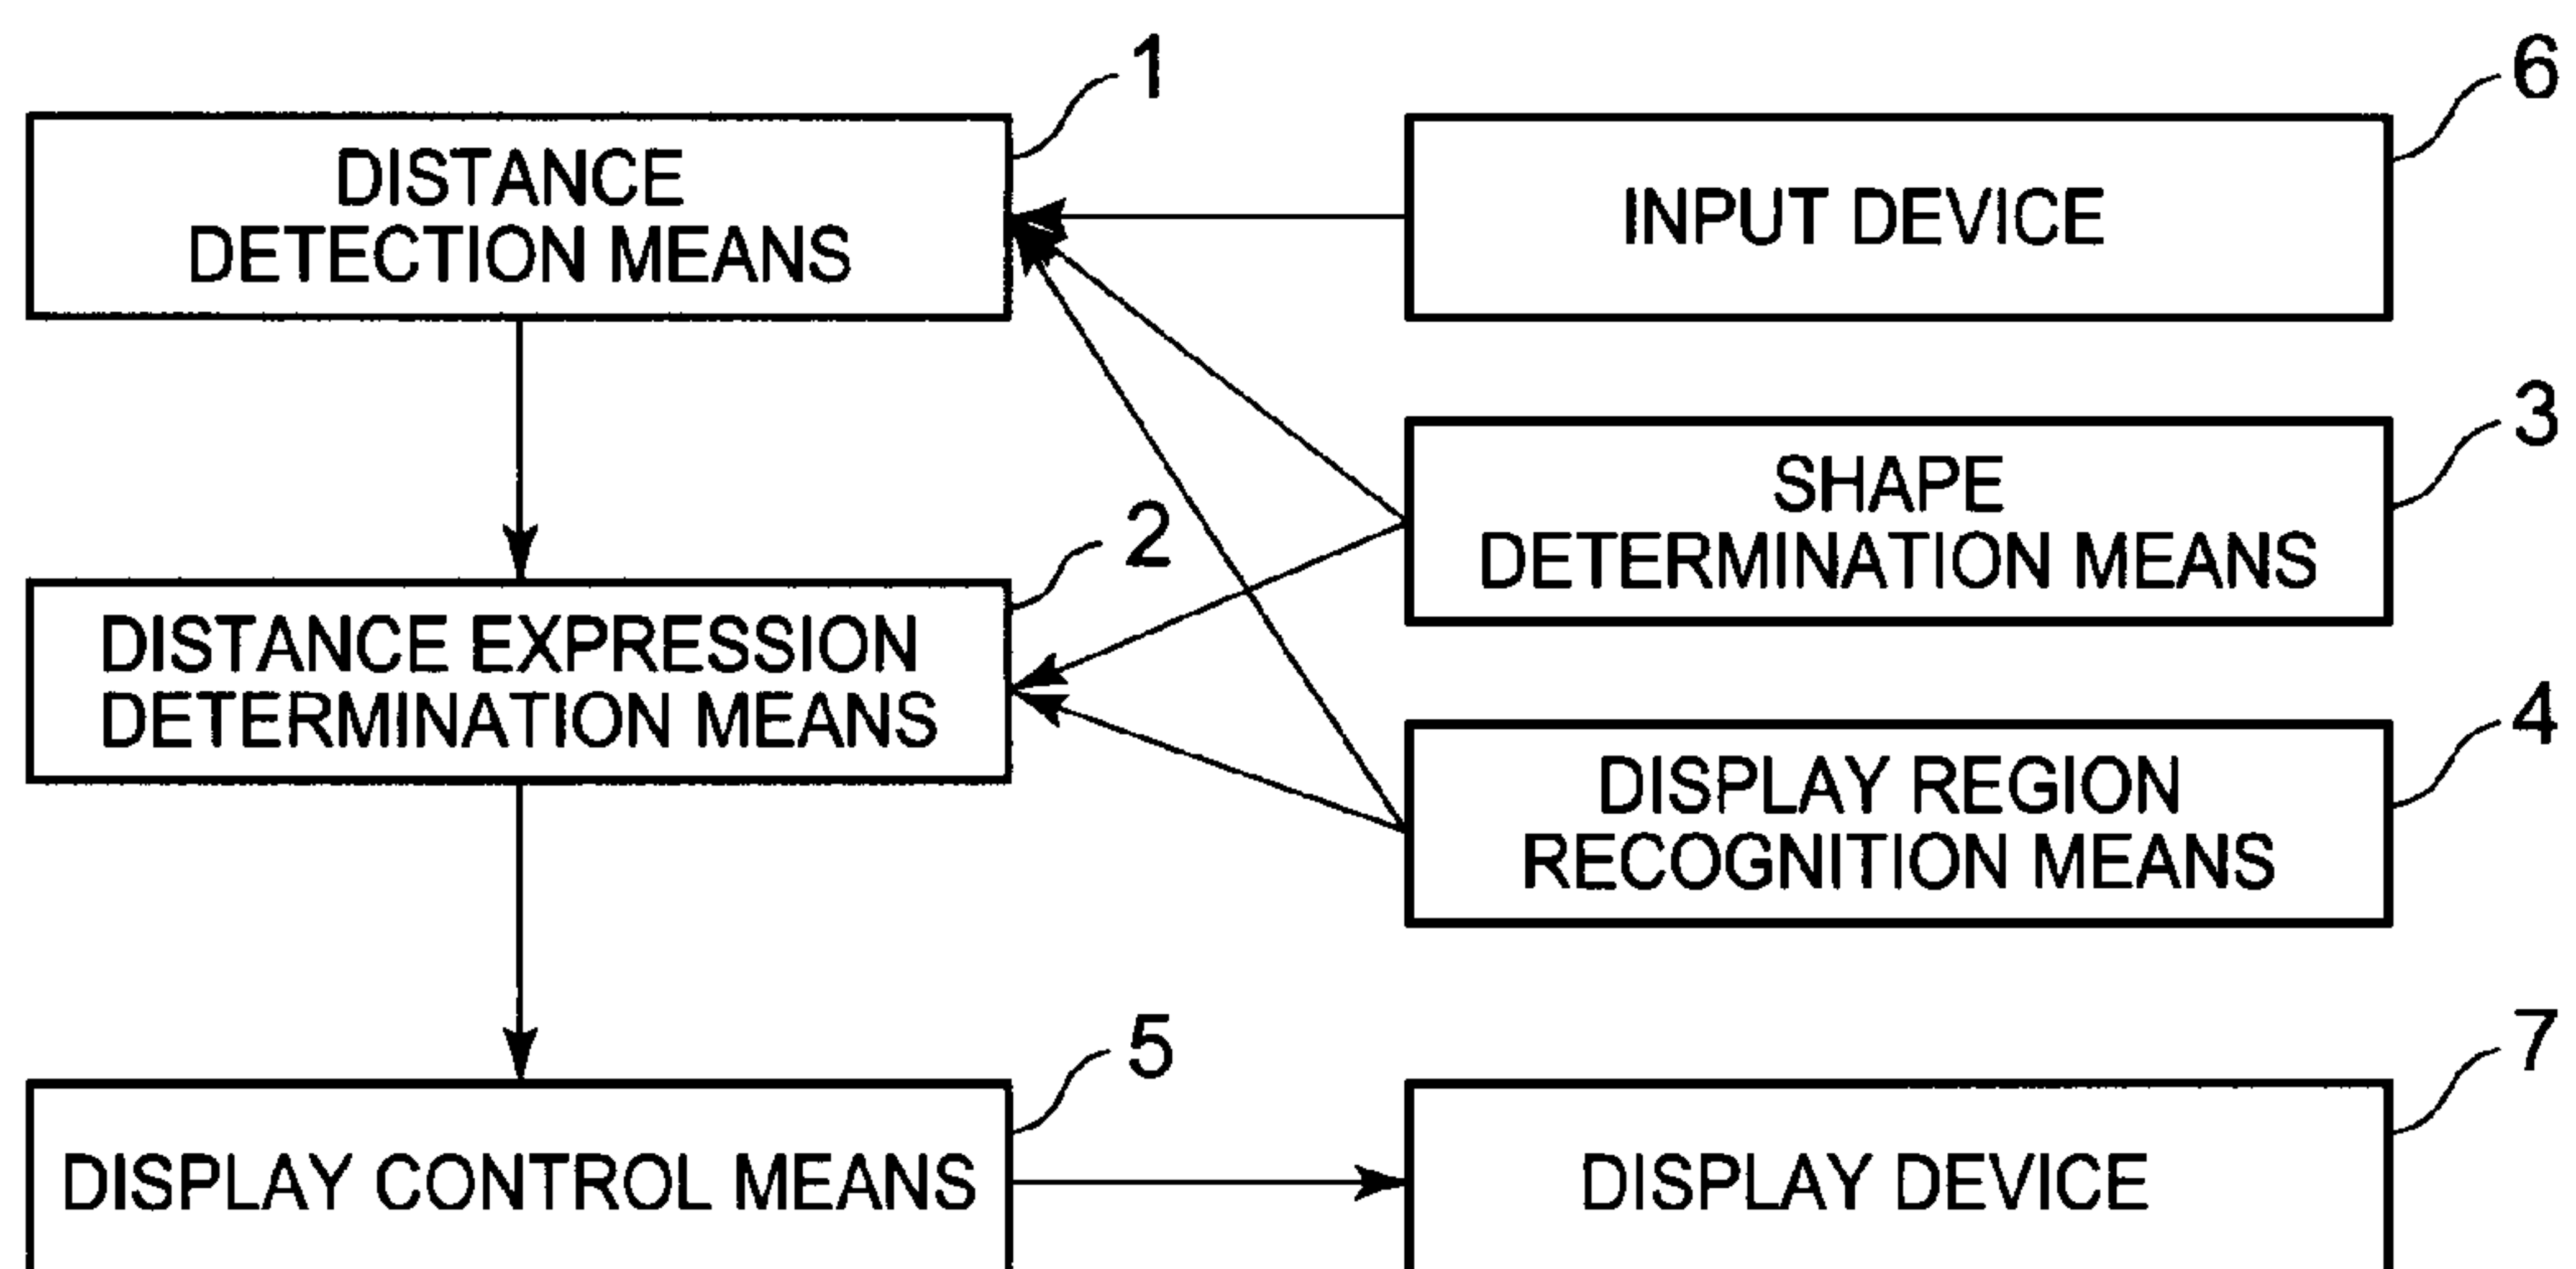 1
DISTANCE
DETECTION MEANS
6
INPUT DEVICE
3
SHAPE
DETERMINATION MEANS
2
DISTANCE EXPRESSION
DETERMINATION MEANS
4
DISPLAY REGION
RECOGNITION MEANS
5
DISPLAY CONTROL MEANS
7
DISPLAY DEVICE